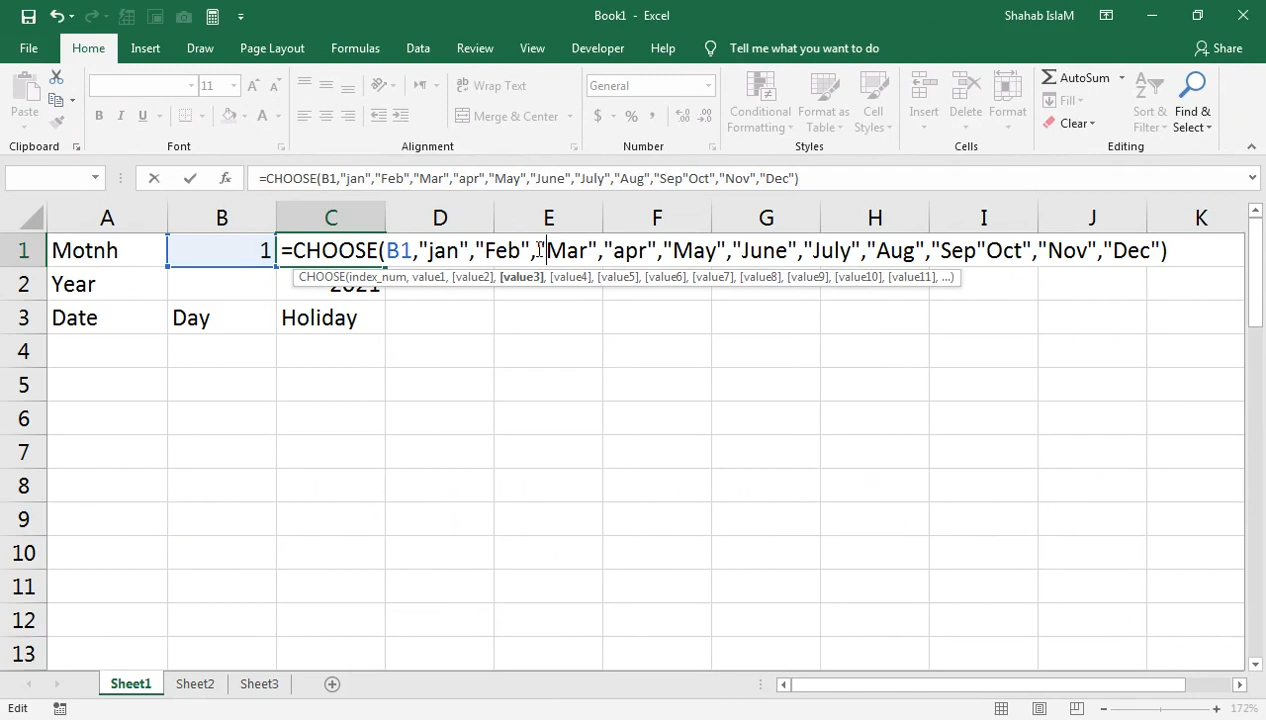 Book1 - Excel
Shahab IslaM
File Home Insert Draw Page Layout Formulas Data Review View Developer Help Tell me what you want to do Share
Paste
11
Wrap Text
Merge & Center
General
Conditional Formatting
Format as Table
Cell Styles
Insert
Delete
Format
AutoSum
Fill
Clear
Sort & Filter
Find & Select
Clipboard Font Alignment Number Styles Cells Editing
=CHOOSE(B1,"jan","Feb","Mar","apr","May","June","July","Aug","Sep"Oct","Nov","Dec")
A B C D E F G H I J K
1 Motnh 1 =CHOOSE(B1,"jan","Feb","Mar","apr","May","June","July","Aug","Sep"Oct","Nov","Dec")
CHOOSE(index_num, value1, [value2], [value3], [value4], [value5], [value6], [value7], [value8], [value9], [value10], [value11], ...)
2 Year 2021
3 Date Day Holiday
4
5
6
7
8
9
10
11
12
13
Sheet1 Sheet2 Sheet3
Edit 172%